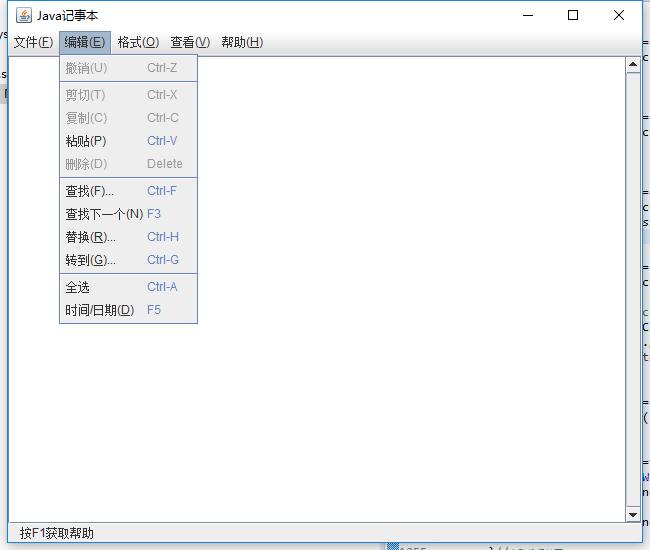 Java记事本
文件(F) 编辑(E) 格式(O) 查看(V) 帮助(H)
撤销(U) Ctrl-Z
剪切(T) Ctrl-X
复制(C) Ctrl-C
粘贴(P) Ctrl-V
删除(D) Delete
查找(F)... Ctrl-F
查找下一个(N) F3
替换(R)... Ctrl-H
转到(G)... Ctrl-G
全选 Ctrl-A
时间/日期(D) F5
按F1获取帮助